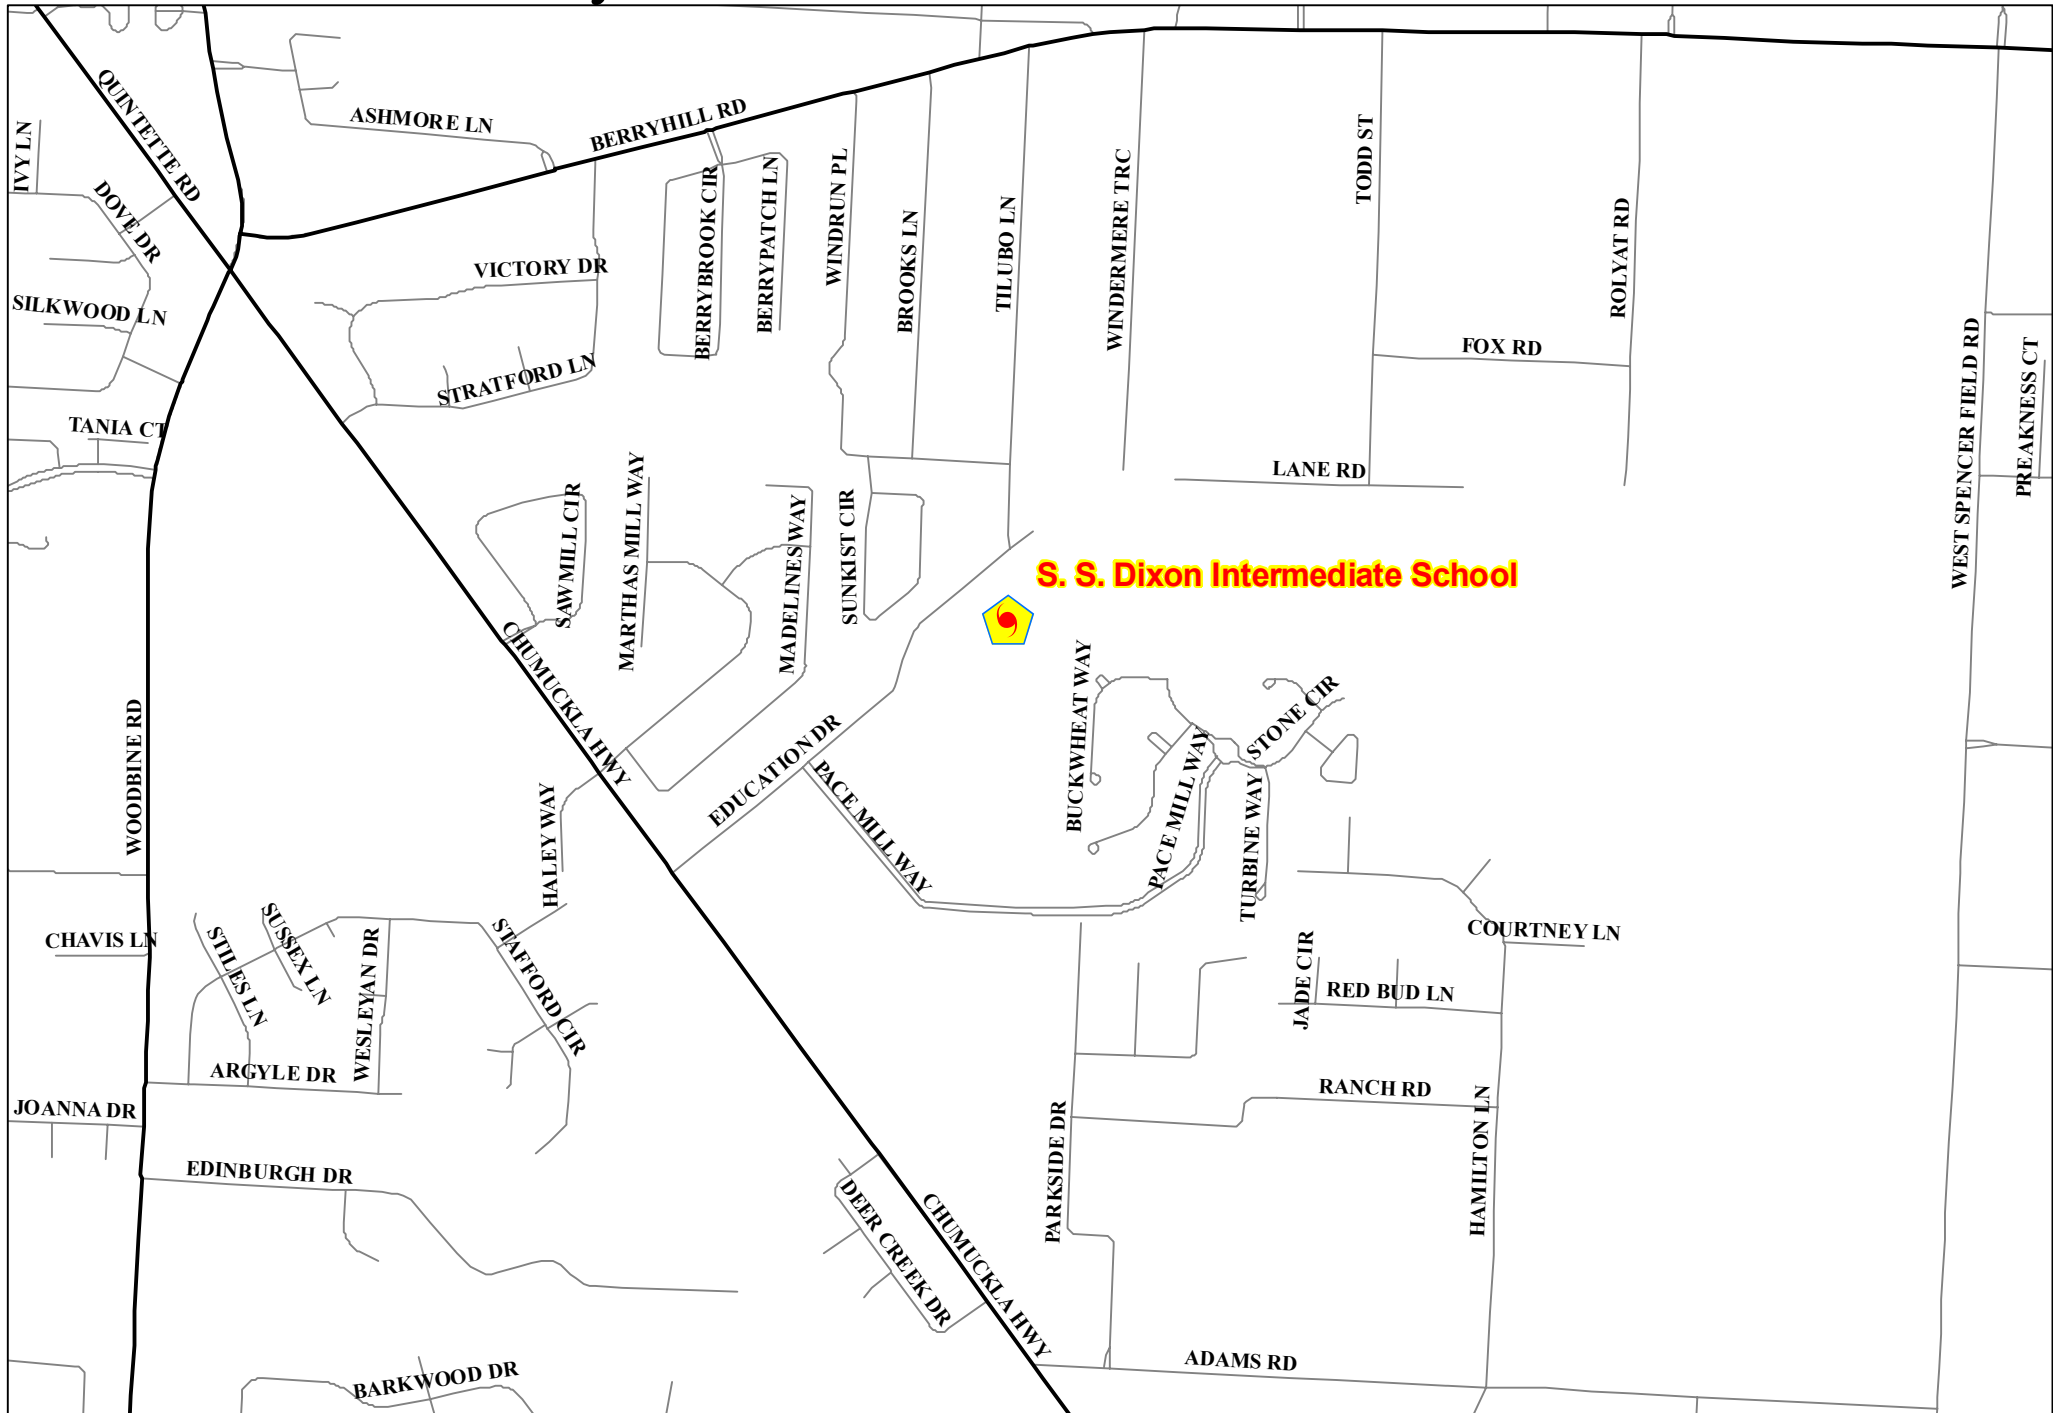 QUINTETTE RD
ASHMORE LN
BERRYHILL RD
IVY LN
DOVE DR
SILKWOOD LN
TANIA CT
VICTORY DR
STRATFORD LN
BERRYBROOK CIR
BERRYPATCH LN
WINDRUN PL
BROOKS LN
TILUBO LN
WINDERMERE TRC
TODD ST
ROLYAT RD
FOX RD
LANE RD
WEST SPENCER FIELD RD
PREAKNESS CT
SAWMILL CIR
MARTHAS MILL WAY
MADELINES WAY
SUNKIST CIR
S. S. Dixon Intermediate School
CHUMUCKLA HWY
WOODBINE RD
HALEY WAY
EDUCATION DR
PACE MILL WAY
BUCKWHEAT WAY
PACE MILL WAY
STONE CIR
TURBINE WAY
CHAVIS LN
STILES LN
SUSSEX LN
WESLEYAN DR
STAFFORD CIR
COURTNEY LN
JADE CIR
RED BUD LN
ARGYLE DR
JOANNA DR
RANCH RD
PARKSIDE DR
HAMILTON LN
EDINBURGH DR
DEER CREEK DR
CHUMUCKLA HWY
ADAMS RD
BARKWOOD DR